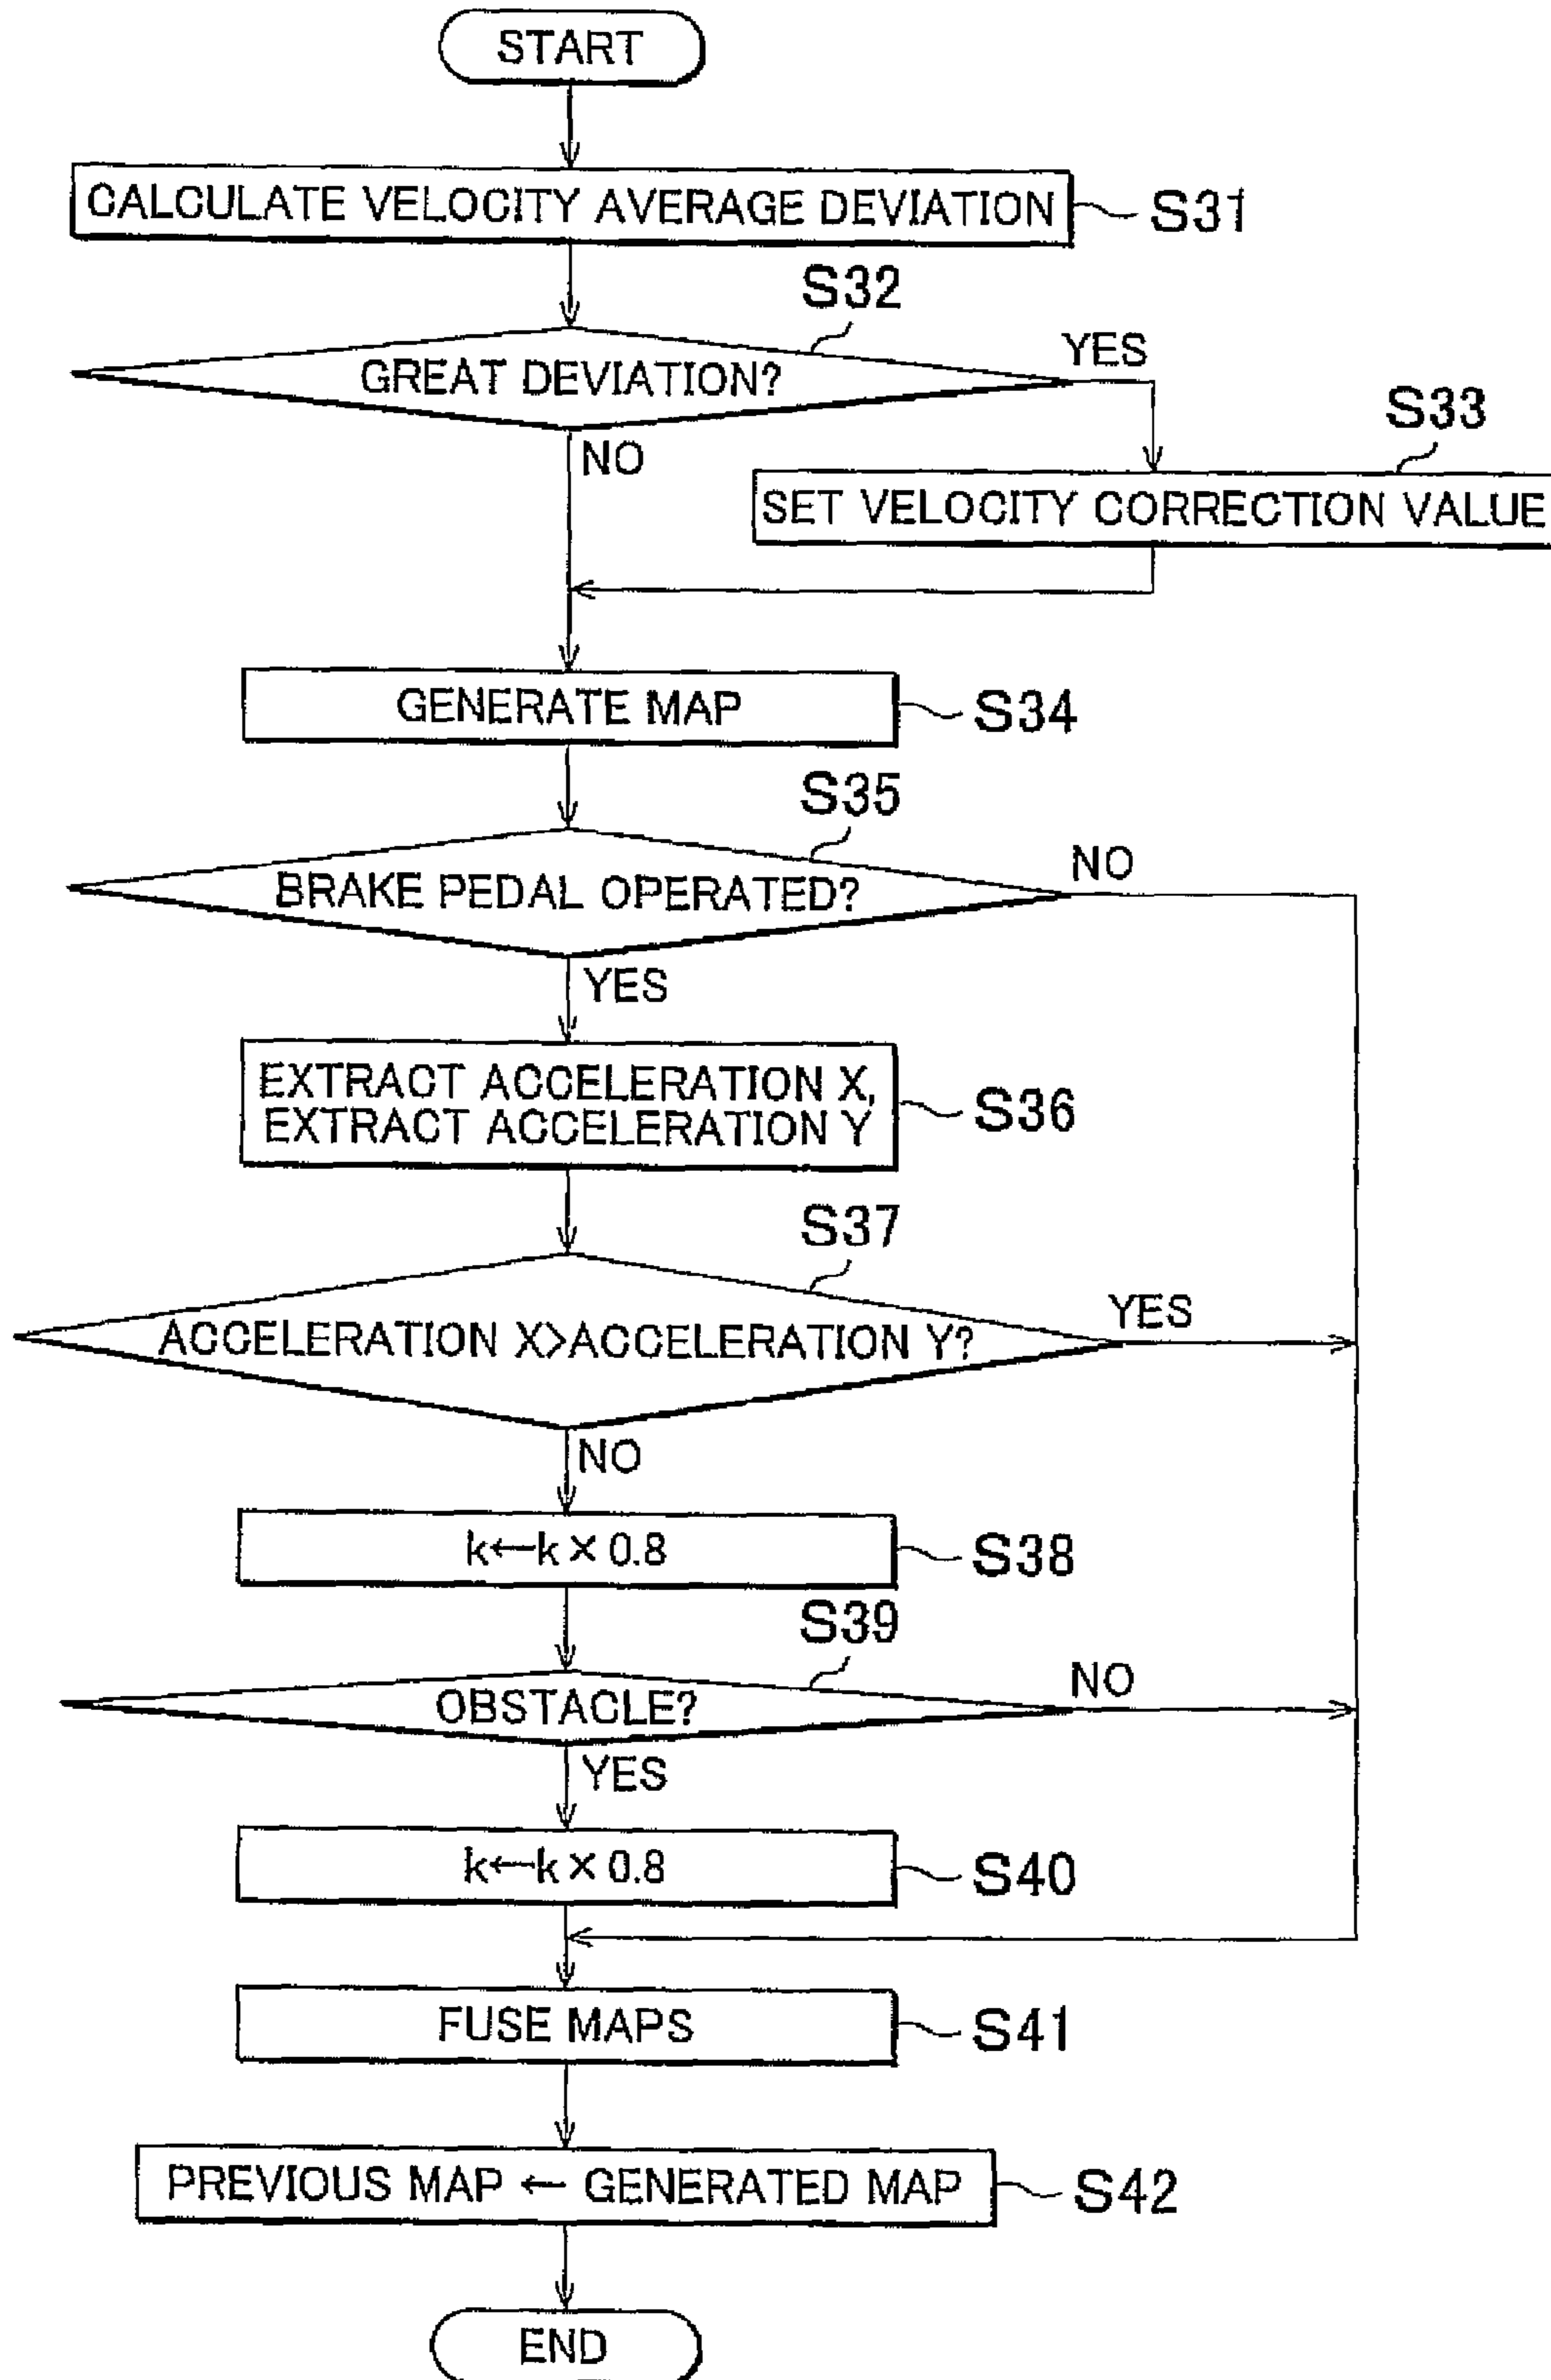 START
CALCULATE VELOCITY AVERAGE DEVIATION
S31
S32
GREAT DEVIATION?
YES
NO
S33
SET VELOCITY CORRECTION VALUE
GENERATE MAP
S34
S35
BRAKE PEDAL OPERATED?
NO
YES
EXTRACT ACCELERATION X,
EXTRACT ACCELERATION Y
S36
S37
ACCELERATION X>ACCELERATION Y?
YES
NO
k←k×0.8
S38
S39
OBSTACLE?
NO
YES
k←k×0.8
S40
FUSE MAPS
S41
PREVIOUS MAP ← GENERATED MAP
S42
END